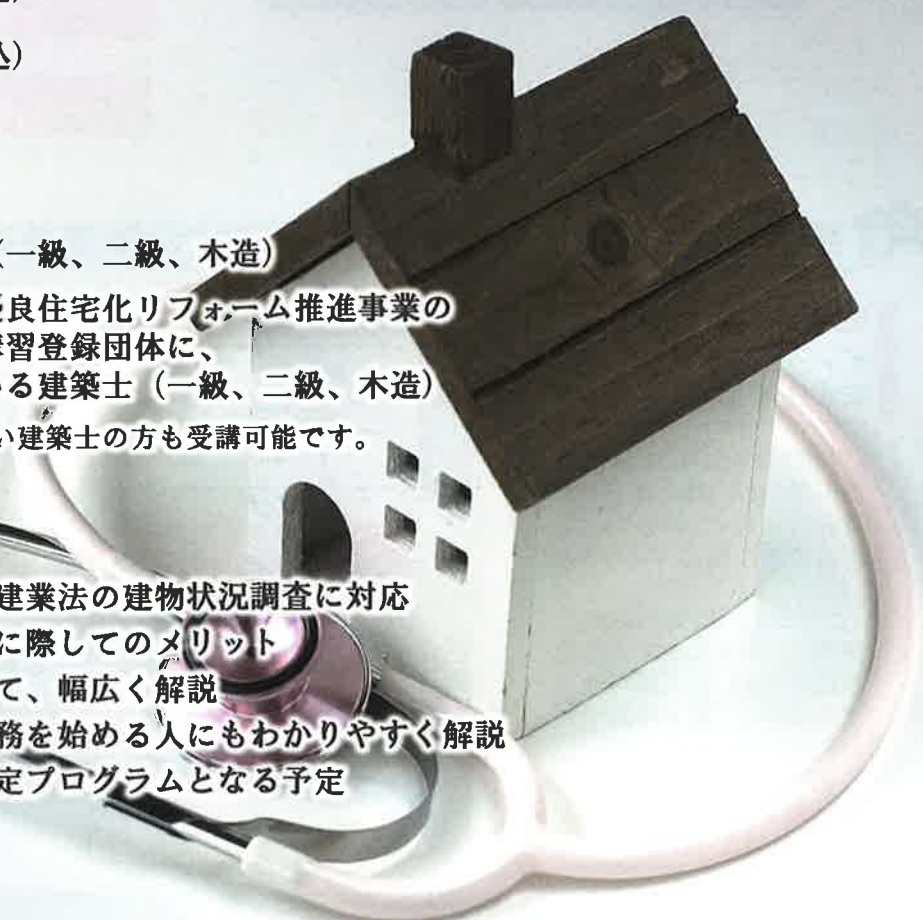 込）
（一級、二級、木造）
良住宅化リフォーム推進事業の
習登録団体に、
る建築士（一級、二級、木造）
い建築士の方も受講可能です。
建業法の建物状況調査に対応
に際してのメリット
て、幅広く解説
務を始める人にもわかりやすく解説
定プログラムとなる予定